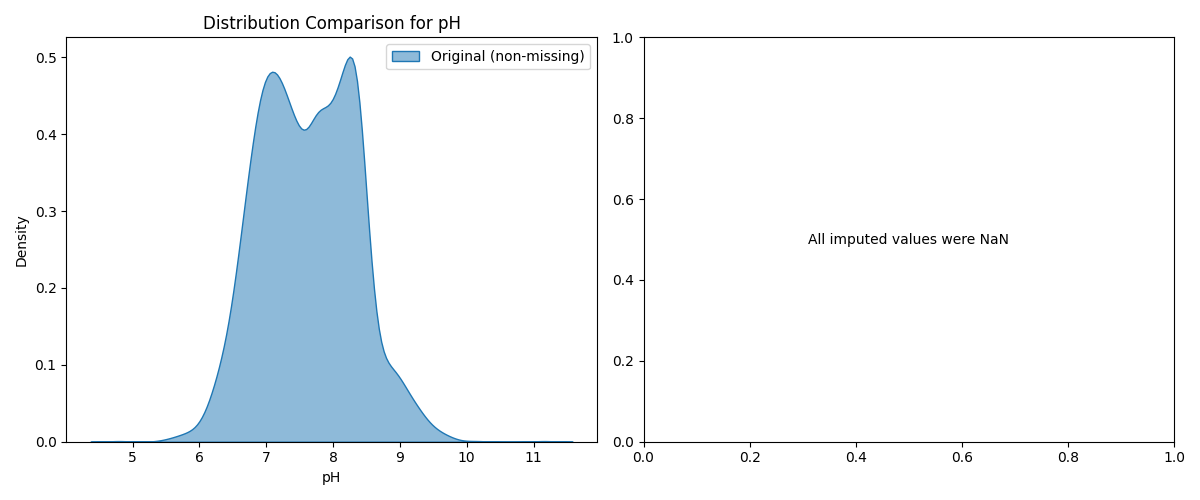 Distribution Comparison for pH
Original (non-missing)
Density
0.5
0.4
0.3
0.2
0.1
0.0
5 6 7 8 9 10 11
pH
1.0
0.8
0.6
0.4
0.2
0.0
All imputed values were NaN
0.0 0.2 0.4 0.6 0.8 1.0